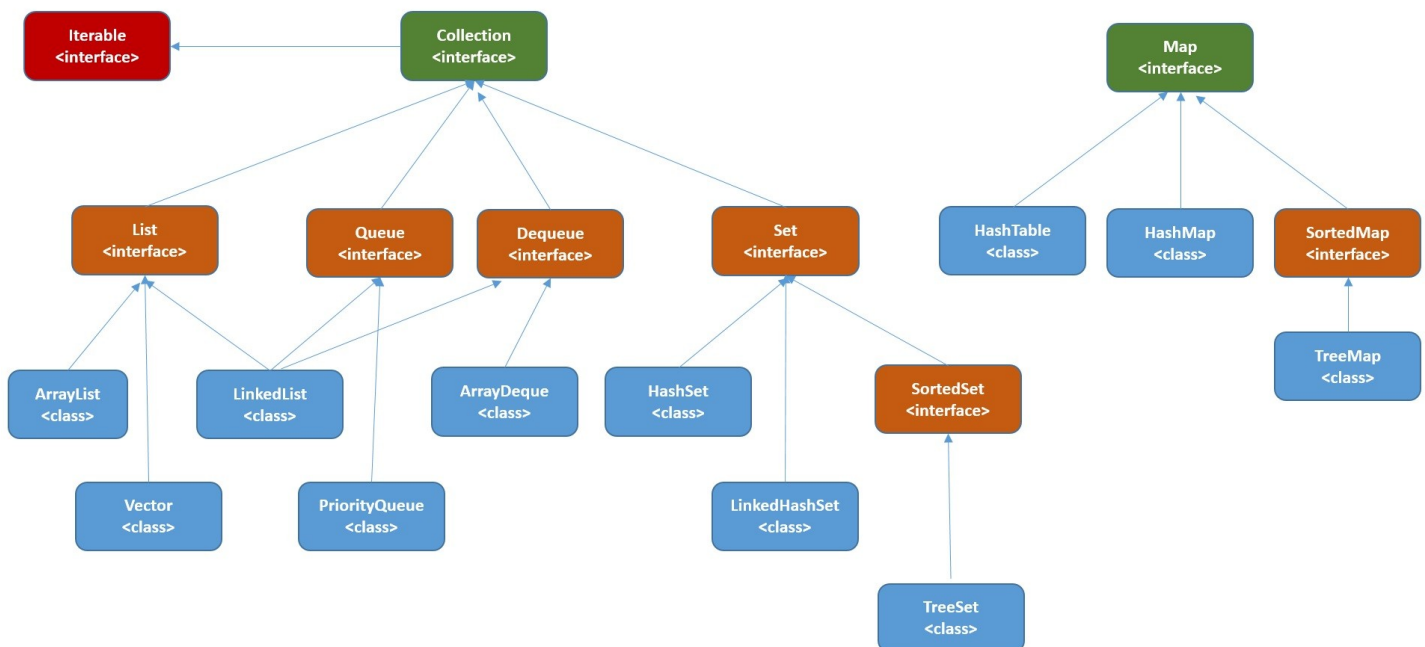 Iterable
<interface>
Collection
<interface>
Map
<interface>
List
<interface>
Queue
<interface>
Dequeue
<interface>
Set
<interface>
HashTable
<class>
HashMap
<class>
SortedMap
<interface>
ArrayList
<class>
LinkedList
<class>
ArrayDeque
<class>
HashSet
<class>
SortedSet
<interface>
TreeMap
<class>
Vector
<class>
PriorityQueue
<class>
LinkedHashSet
<class>
TreeSet
<class>